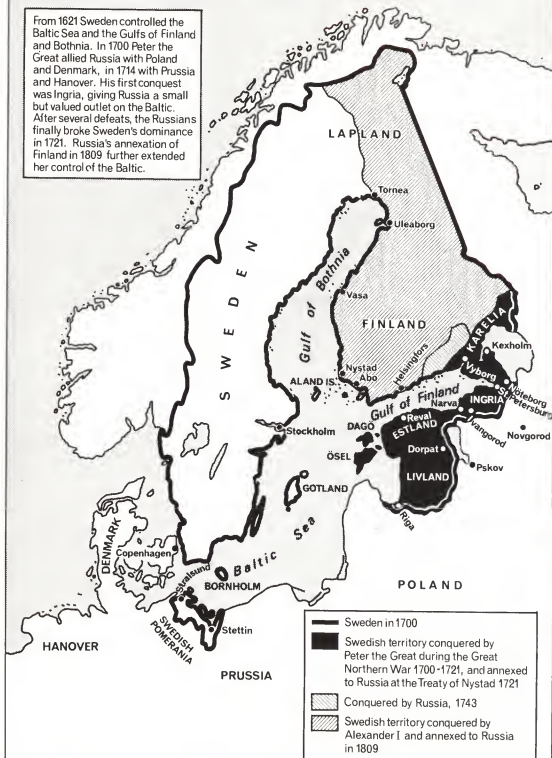 From 1621 Sweden controlled the
Baltic Sea and the Gulfs of Finland
and Bothnia. In 1700 Peter the
Great allied Russia with Poland
and Denmark, in 1714 with Prussia
and Hanover. His first conquest
was Ingria, giving Russia a small
but valued outlet on the Baltic.
After several defeats, the Russians
finally broke Sweden's dominance
in 1721. Russia's annexation of
Finland in 1809 further extended
her control of the Baltic.
LAPLAND
Tornea
Uleaborg
SWEDEN
Gulf of Bothnia
Vasa
FINLAND
KARELIA
Kexholm
Nystad
Abo
Helsingfors
Vyborg
Nöteborg
St Petersburg
ALAND IS.
Gulf of Finland
Narva
INGRIA
Ivangorod
Novgorod
Stockholm
DAGÖ
Reval
ESTLAND
ÖSEL
Dorpat
Pskov
LIVLAND
GOTLAND
Riga
Baltic Sea
DENMARK
Copenhagen
BORNHOLM
Stralsund
POLAND
SWEDISH
POMERANIA
Stettin
HANOVER
PRUSSIA
Sweden in 1700
Swedish territory conquered by
Peter the Great during the Great
Northern War 1700-1721, and annexed
to Russia at the Treaty of Nystad 1721
Conquered by Russia, 1743
Swedish territory conquered by
Alexander I and annexed to Russia
in 1809